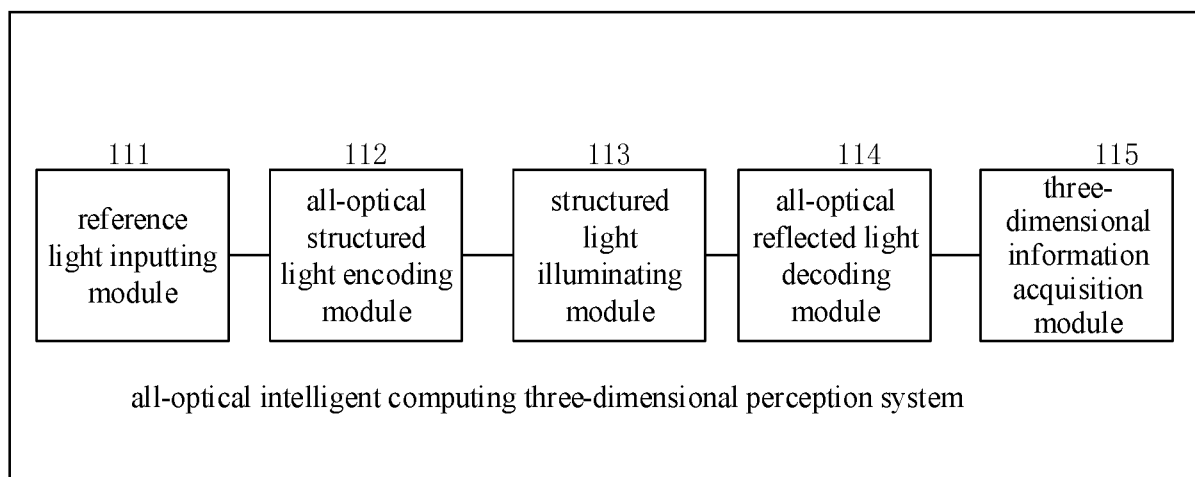 111
reference
light inputting
module
112
all-optical
structured
light encoding
module
113
structured
light
illuminating
module
114
all-optical
reflected light
decoding
module
115
three-
dimensional
information
acquisition
module
all-optical intelligent computing three-dimensional perception system